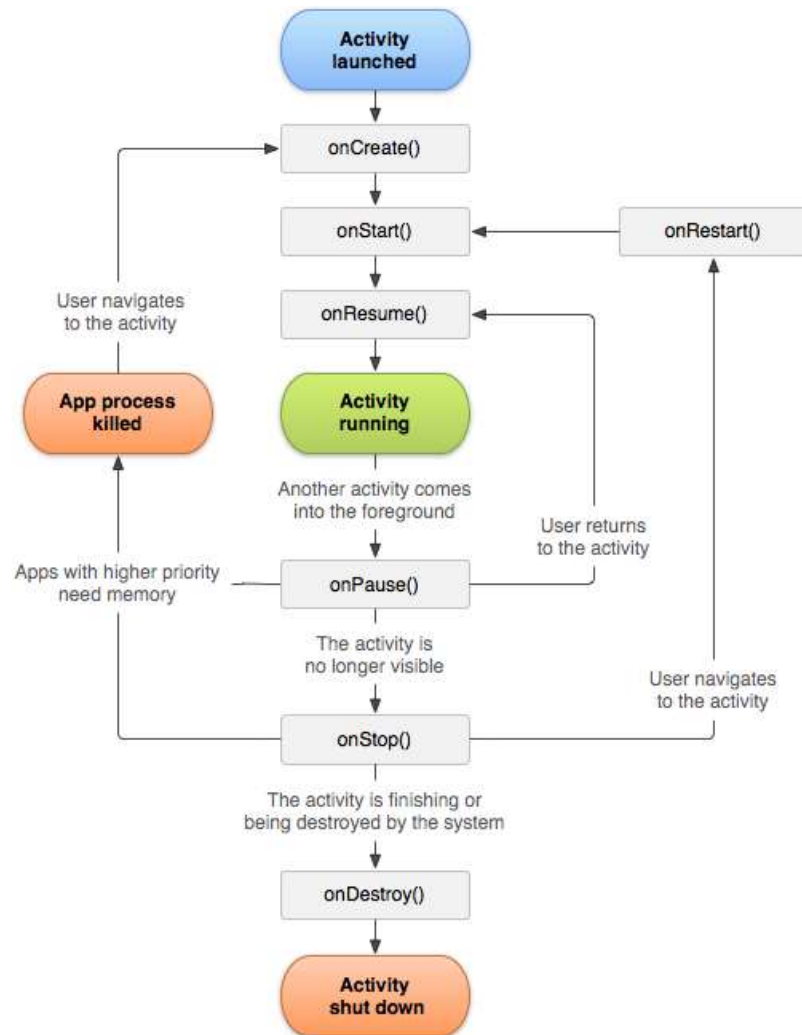 Activity
launched
onCreate()
onStart()
onRestart()
onResume()
User navigates
to the activity
App process
killed
Activity
running
Another activity comes
into the foreground
User returns
to the activity
Apps with higher priority
need memory
onPause()
The activity is
no longer visible
User navigates
to the activity
onStop()
The activity is finishing or
being destroyed by the system
onDestroy()
Activity
shut down